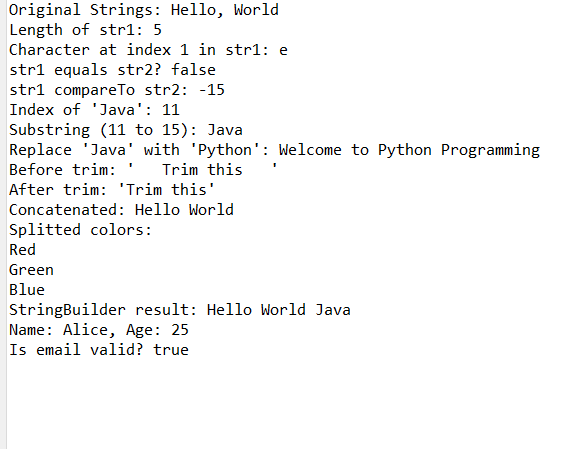 Original Strings: Hello, World
Length of str1: 5
Character at index 1 in str1: e
str1 equals str2? false
str1 compareTo str2: -15
Index of 'Java': 11
Substring (11 to 15): Java
Replace 'Java' with 'Python': Welcome to Python Programming
Before trim: '   Trim this   '
After trim: 'Trim this'
Concatenated: Hello World
Splitted colors:
Red
Green
Blue
StringBuilder result: Hello World Java
Name: Alice, Age: 25
Is email valid? true